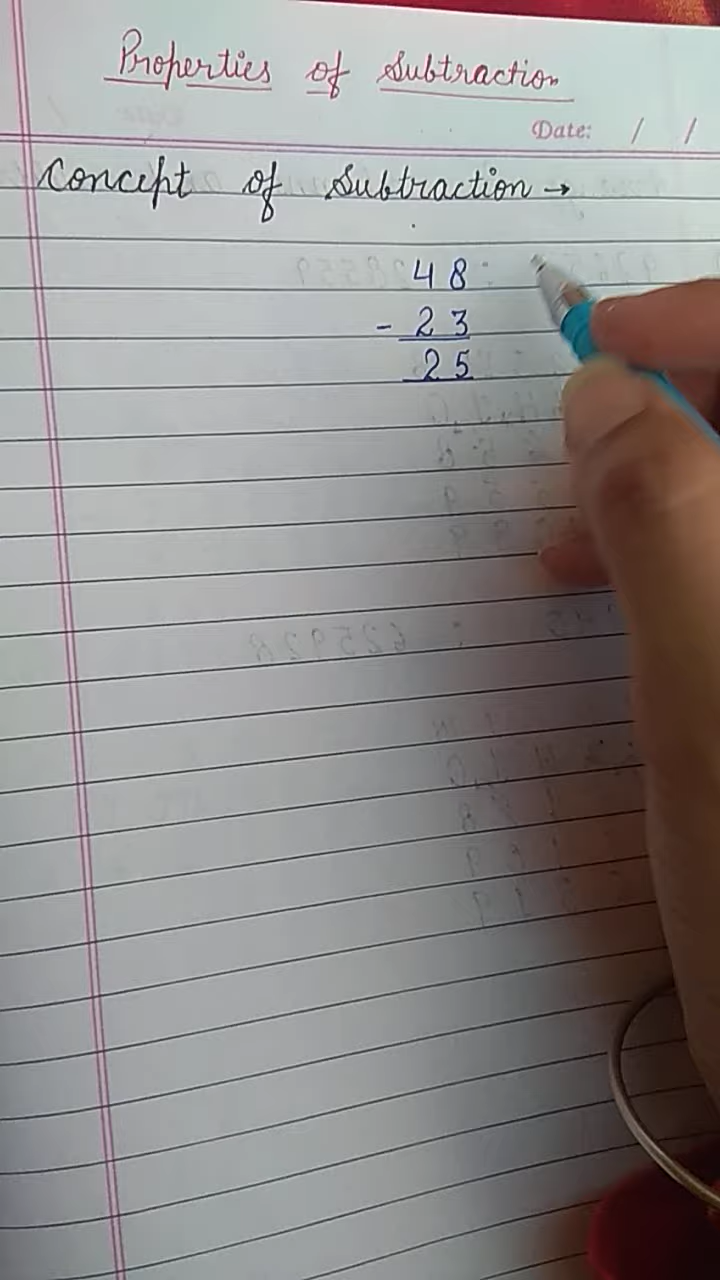 Properties of Subtraction
Date: / /
Concept of Subtraction →
48
- 23
25